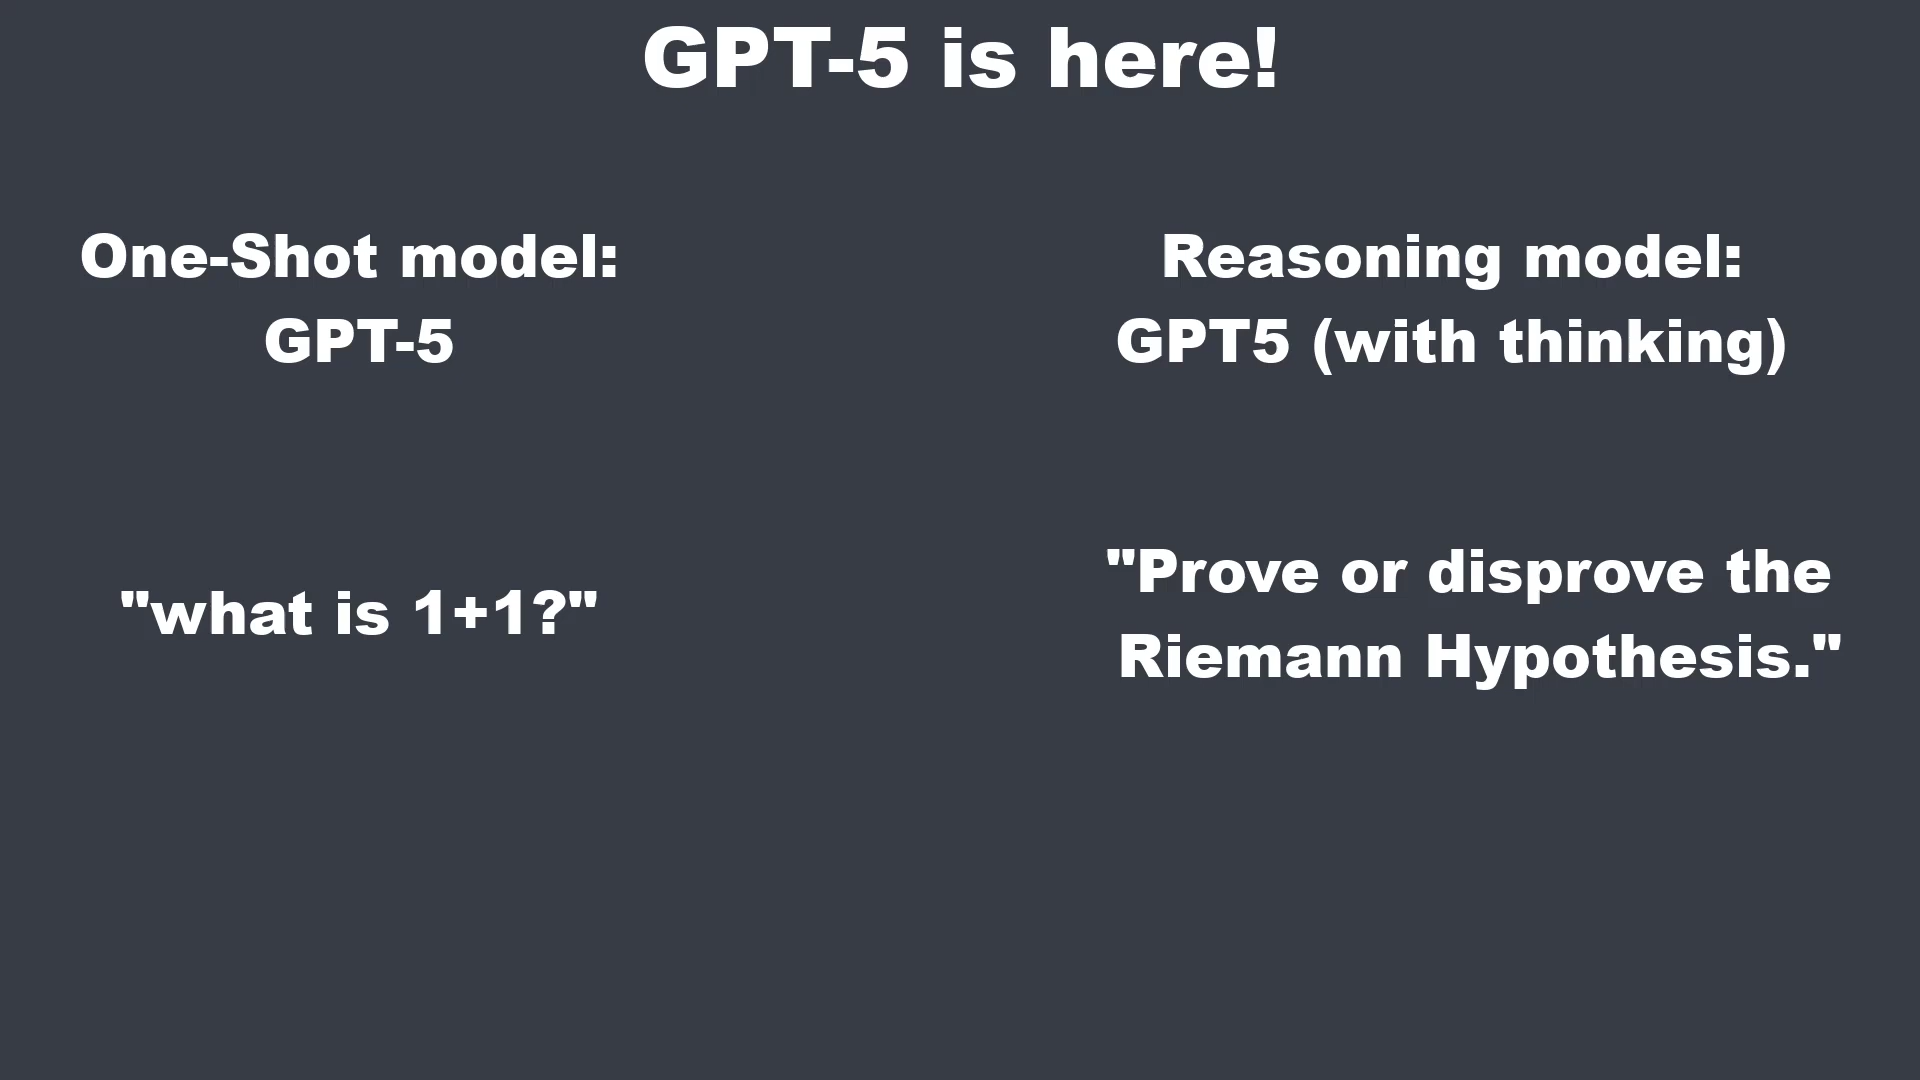 GPT-5 is here!
One-Shot model:
GPT-5
Reasoning model:
GPT5 (with thinking)
"what is 1+1?"
"Prove or disprove the
Riemann Hypothesis."